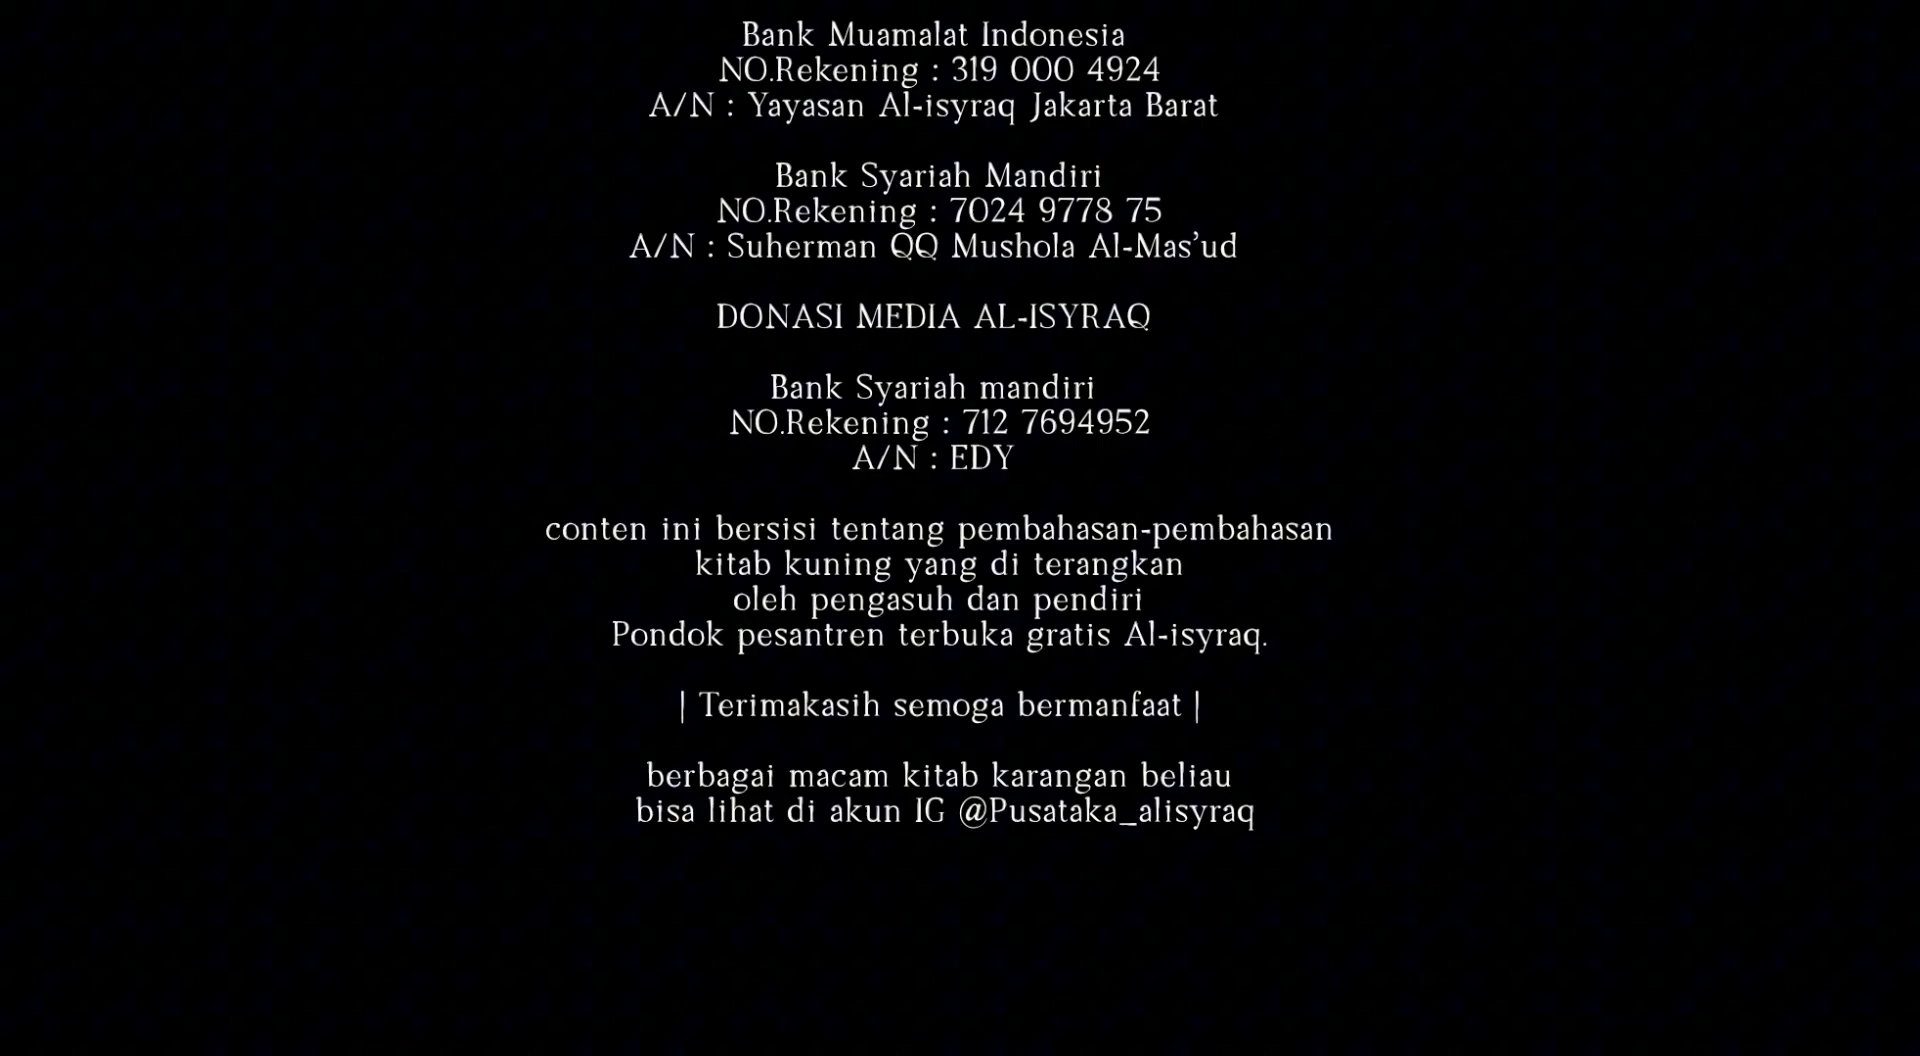 Bank Muamalat Indonesia
NO.Rekening : 319 000 4924
A/N : Yayasan Al-isyraq Jakarta Barat
Bank Syariah Mandiri
NO.Rekening : 7024 9778 75
A/N : Suherman QQ Mushola Al-Mas'ud
DONASI MEDIA AL-ISYRAQ
Bank Syariah mandiri
NO.Rekening : 712 7694952
A/N : EDY
conten ini bersisi tentang pembahasan-pembahasan
kitab kuning yang di terangkan
oleh pengasuh dan pendiri
Pondok pesantren terbuka gratis Al-isyraq.
| Terimakasih semoga bermanfaat |
berbagai macam kitab karangan beliau
bisa lihat di akun IG @Pusataka_alisyraq